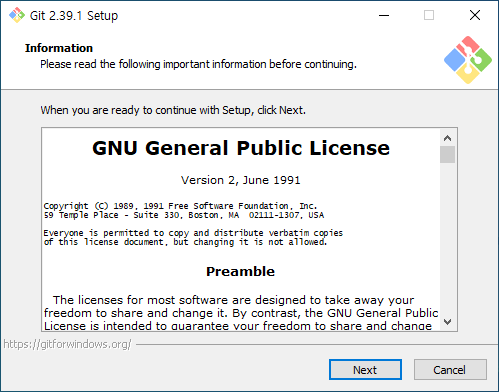 Git 2.39.1 Setup
Information
Please read the following important information before continuing.
When you are ready to continue with Setup, click Next.
GNU General Public License
Version 2, June 1991
Copyright (C) 1989, 1991 Free Software Foundation, Inc.
59 Temple Place - Suite 330, Boston, MA  02111-1307, USA
Everyone is permitted to copy and distribute verbatim copies
of this license document, but changing it is not allowed.
Preamble
The licenses for most software are designed to take away your
freedom to share and change it. By contrast, the GNU General Public
License is intended to guarantee your freedom to share and change
https://gitforwindows.org/
Next
Cancel